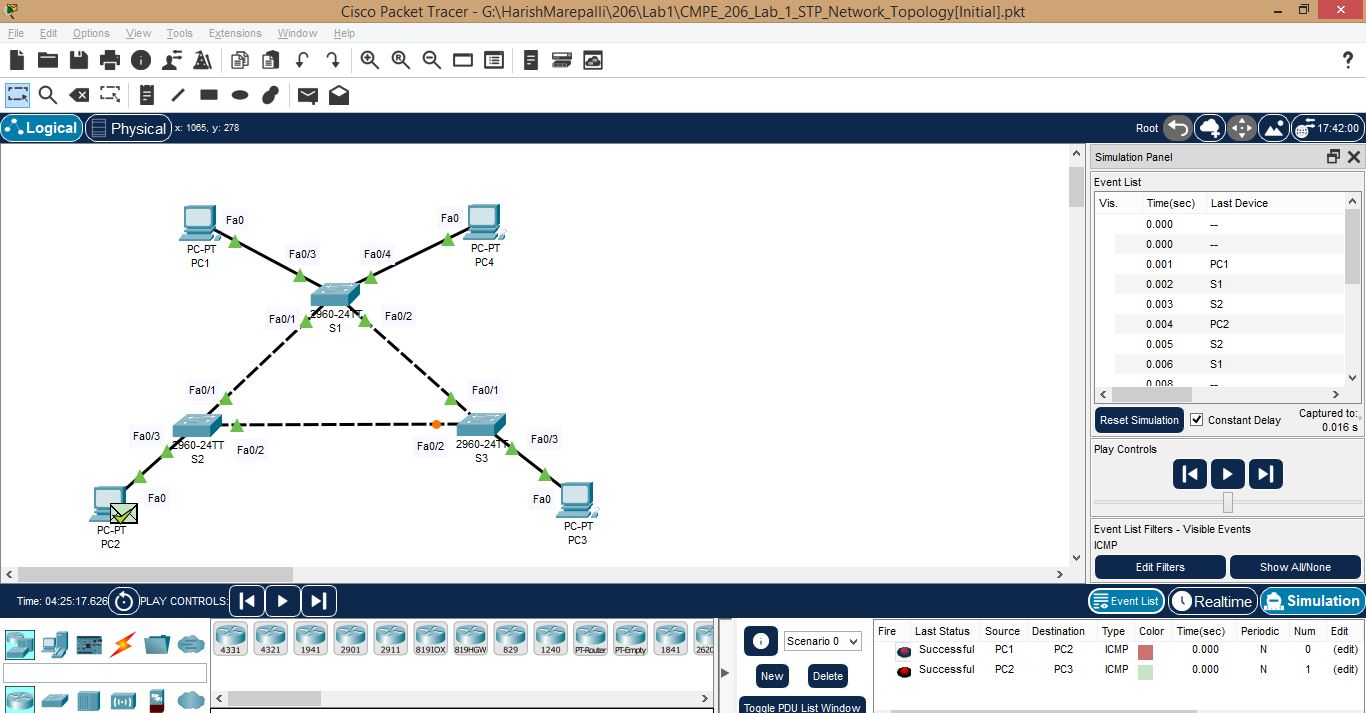 Cisco Packet Tracer - G:\HarishMarepalli\206\Lab1\CMPE_206_Lab_1_STP_Network_Topology[Initial].pkt
File Edit Options View Tools Extensions Window Help
?
Logical Physical x: 1065, y: 278 Root 17:42:00
Simulation Panel
Event List
Vis. Time(sec) Last Device
0.000 --
0.000 --
0.001 PC1
0.002 S1
0.003 S2
0.004 PC2
0.005 S2
0.006 S1
0.008 --
Reset Simulation Constant Delay Captured to:
0.016 s
Play Controls
Event List Filters - Visible Events
ICMP
Edit Filters Show All/None
Fa0 Fa0
PC-PT PC-PT
PC1 PC4
Fa0/3 Fa0/4
2960-24TT
S1
Fa0/1 Fa0/2
Fa0/1 Fa0/1
2960-24TT 2960-24TT
S2 S3
Fa0/3 Fa0/2 Fa0/2 Fa0/3
Fa0 Fa0
PC-PT PC-PT
PC2 PC3
Time: 04:25:17.626 PLAY CONTROLS: Event List Realtime Simulation
4331 4321 1941 2901 2911 819IOX 819HGW 829 1240 PT-Router PT-Empty 1841 2620
Scenario 0
New Delete
Toggle PDU List Window
Fire Last Status Source Destination Type Color Time(sec) Periodic Num Edit
Successful PC1 PC2 ICMP 0.000 N 0 (edit)
Successful PC2 PC3 ICMP 0.000 N 1 (edit)